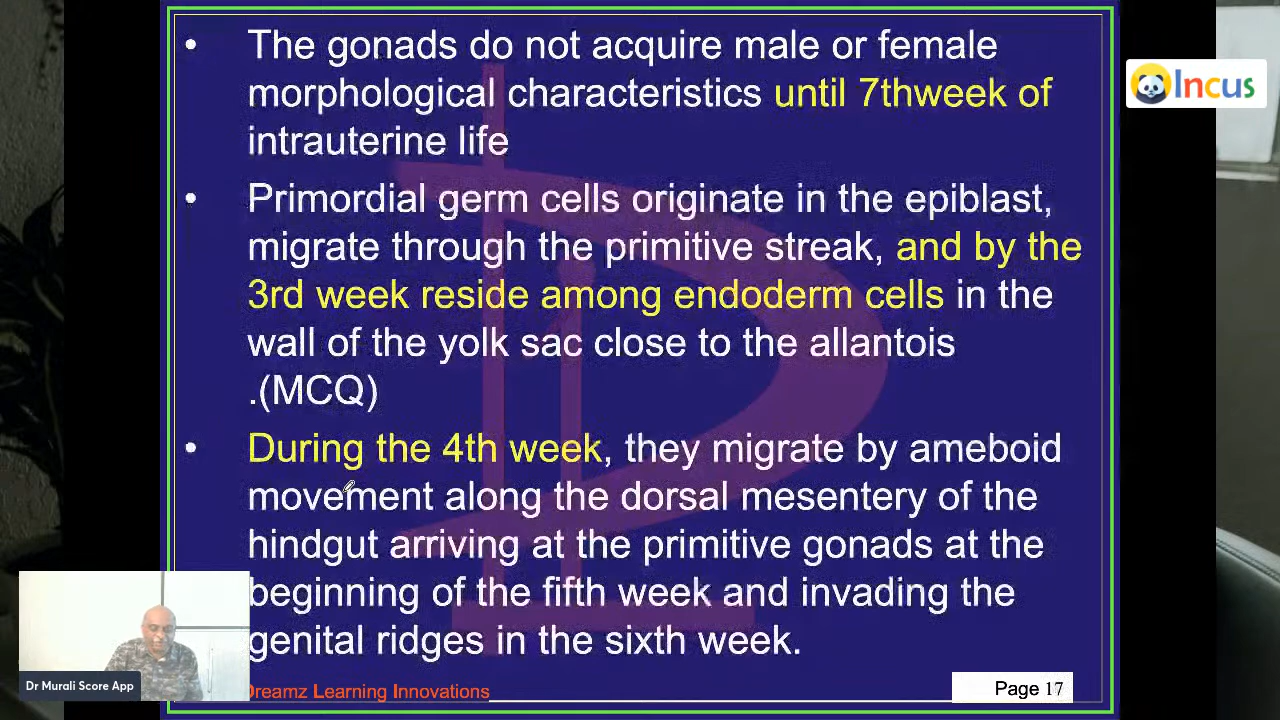 • The gonads do not acquire male or female
morphological characteristics until 7thweek of
intrauterine life
• Primordial germ cells originate in the epiblast,
migrate through the primitive streak, and by the
3rd week reside among endoderm cells in the
wall of the yolk sac close to the allantois
.(MCQ)
• During the 4th week, they migrate by ameboid
movement along the dorsal mesentery of the
hindgut arriving at the primitive gonads at the
beginning of the fifth week and invading the
genital ridges in the sixth week.
Dreamz Learning Innovations
Page 17
Incus
Dr Murali Score App